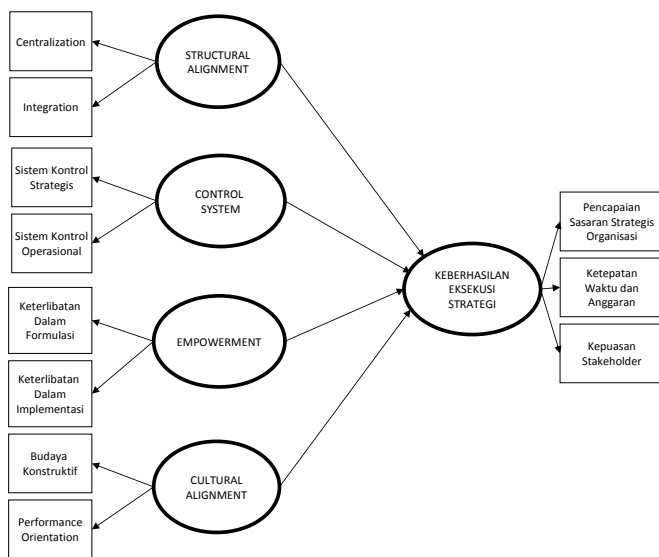 Centralization
Integration
STRUCTURAL
ALIGNMENT
Sistem Kontrol
Strategis
Sistem Kontrol
Operasional
CONTROL
SYSTEM
Keterlibatan
Dalam
Formulasi
Keterlibatan
Dalam
Implementasi
EMPOWERMENT
Budaya
Konstruktif
Performance
Orientation
CULTURAL
ALIGNMENT
KEBERHASILAN
EKSEKUSI
STRATEGI
Pencapaian
Sasaran Strategis
Organisasi
Ketepatan
Waktu dan
Anggaran
Kepuasan
Stakeholder